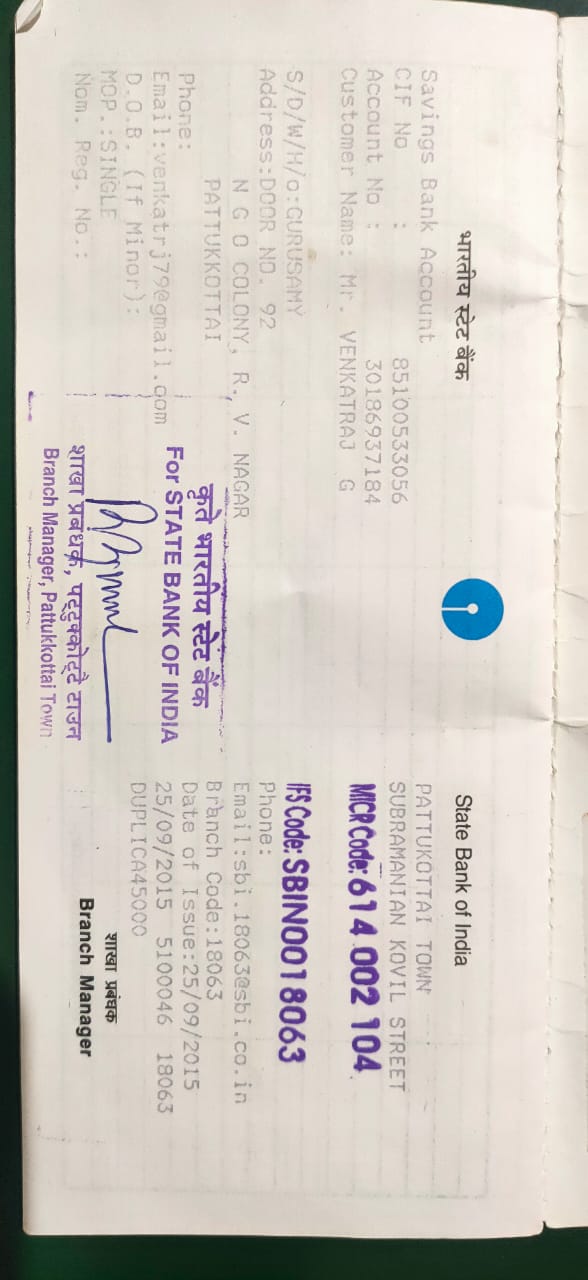 भारतीय स्टेट बैंक
State Bank of India
Savings Bank Account
CIF No : 85100533056
Account No : 30186937184
Customer Name: Mr. VENKATRAJ G
S/D/W/H/o:GURUSAMY
Address:DOOR NO. 92
N G O COLONY, R., V. NAGAR
PATTUKKOTTAI
Phone:
Email:venkatrj79@gmail.com
D.O.B. (If Minor):
MOP.:SINGLE
Nom. Reg. No.:
कृते भारतीय स्टेट बैंक
For STATE BANK OF INDIA
शाखा प्रबंधक, पट्टुक्कोट्टै टाउन
Branch Manager, Pattukkottai Town
PATTUKOTTAI TOWN
SUBRAMANIAN KOVIL STREET
MICR Code: 614 002 104
IFS Code: SBIN0018063
Phone:
Email:sbi.18063@sbi.co.in
Branch Code:18063
Date of Issue:25/09/2015
25/09/2015 5100046 18063
DUPLICA45000
शाखा प्रबंधक
Branch Manager